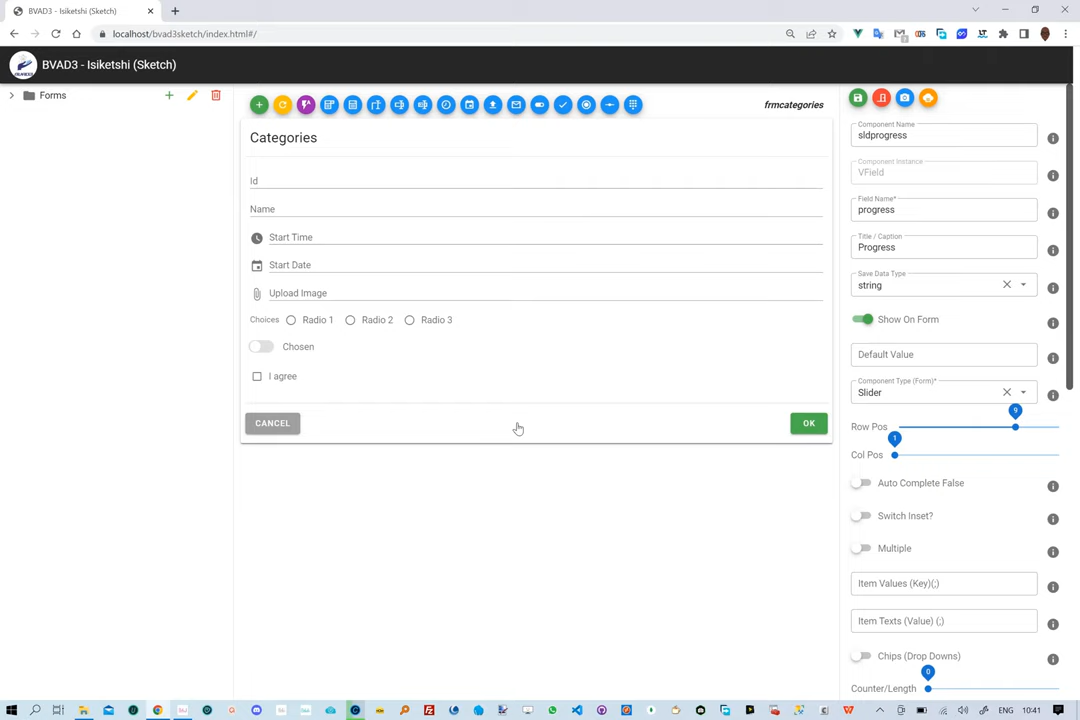 BVAD3 - Isiketshi (Sketch)
localhost/bvad3sketch/index.html#/
BVAD3 - Isiketshi (Sketch)
Forms
frmcategories
Categories
Id
Name
Start Time
Start Date
Upload Image
Choices Radio 1 Radio 2 Radio 3
Chosen
I agree
CANCEL OK
Component Name
sldprogress
Component Instance
VField
Field Name*
progress
Title / Caption
Progress
Save Data Type
string
Show On Form
Default Value
Component Type (Form)*
Slider
9
Row Pos
1
Col Pos
Auto Complete False
Switch Inset?
Multiple
Item Values (Key)(;)
Item Texts (Value) (;)
Chips (Drop Downs)
0
Counter/Length
ENG 10:41